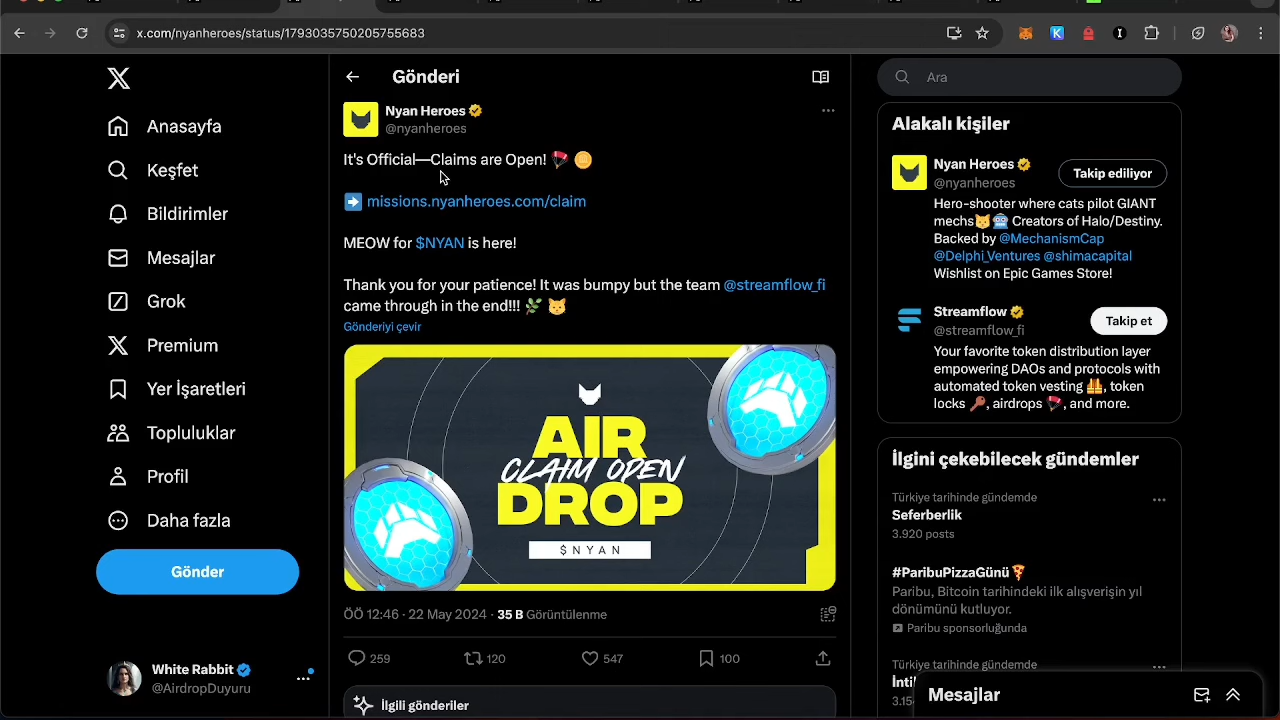 x.com/nyanheroes/status/1793035750205755683
Anasayfa
Keşfet
Bildirimler
Mesajlar
Grok
Premium
Yer İşaretleri
Topluluklar
Profil
Daha fazla
Gönder
White Rabbit
@AirdropDuyuru
Gönderi
Nyan Heroes
@nyanheroes
It's Official—Claims are Open! 🪂 🪙
➡️ missions.nyanheroes.com/claim
MEOW for $NYAN is here!
Thank you for your patience! It was bumpy but the team @streamflow_fi
came through in the end!!! 🌿 🐱
Gönderiyi çevir
AIR
CLAIM OPEN
DROP
$NYAN
ÖÖ 12:46 · 22 May 2024 · 35 B Görüntülenme
259 120 547 100
İlgili gönderiler
Ara
Alakalı kişiler
Nyan Heroes
@nyanheroes
Takip ediliyor
Hero-shooter where cats pilot GIANT
mechs😼🤖 Creators of Halo/Destiny.
Backed by @MechanismCap
@Delphi_Ventures @shimacapital
Wishlist on Epic Games Store!
Streamflow
@streamflow_fi
Takip et
Your favorite token distribution layer
empowering DAOs and protocols with
automated token vesting 🦺, token
locks 🔑, airdrops 🪂, and more.
İlgini çekebilecek gündemler
Türkiye tarihinde gündemde
Seferberlik
3.920 posts
#ParibuPizzaGünü🍕
Paribu, Bitcoin tarihindeki ilk alışverişin yıl
dönümünü kutluyor.
Paribu sponsorluğunda
Türkiye tarihinde gündemde
Mesajlar